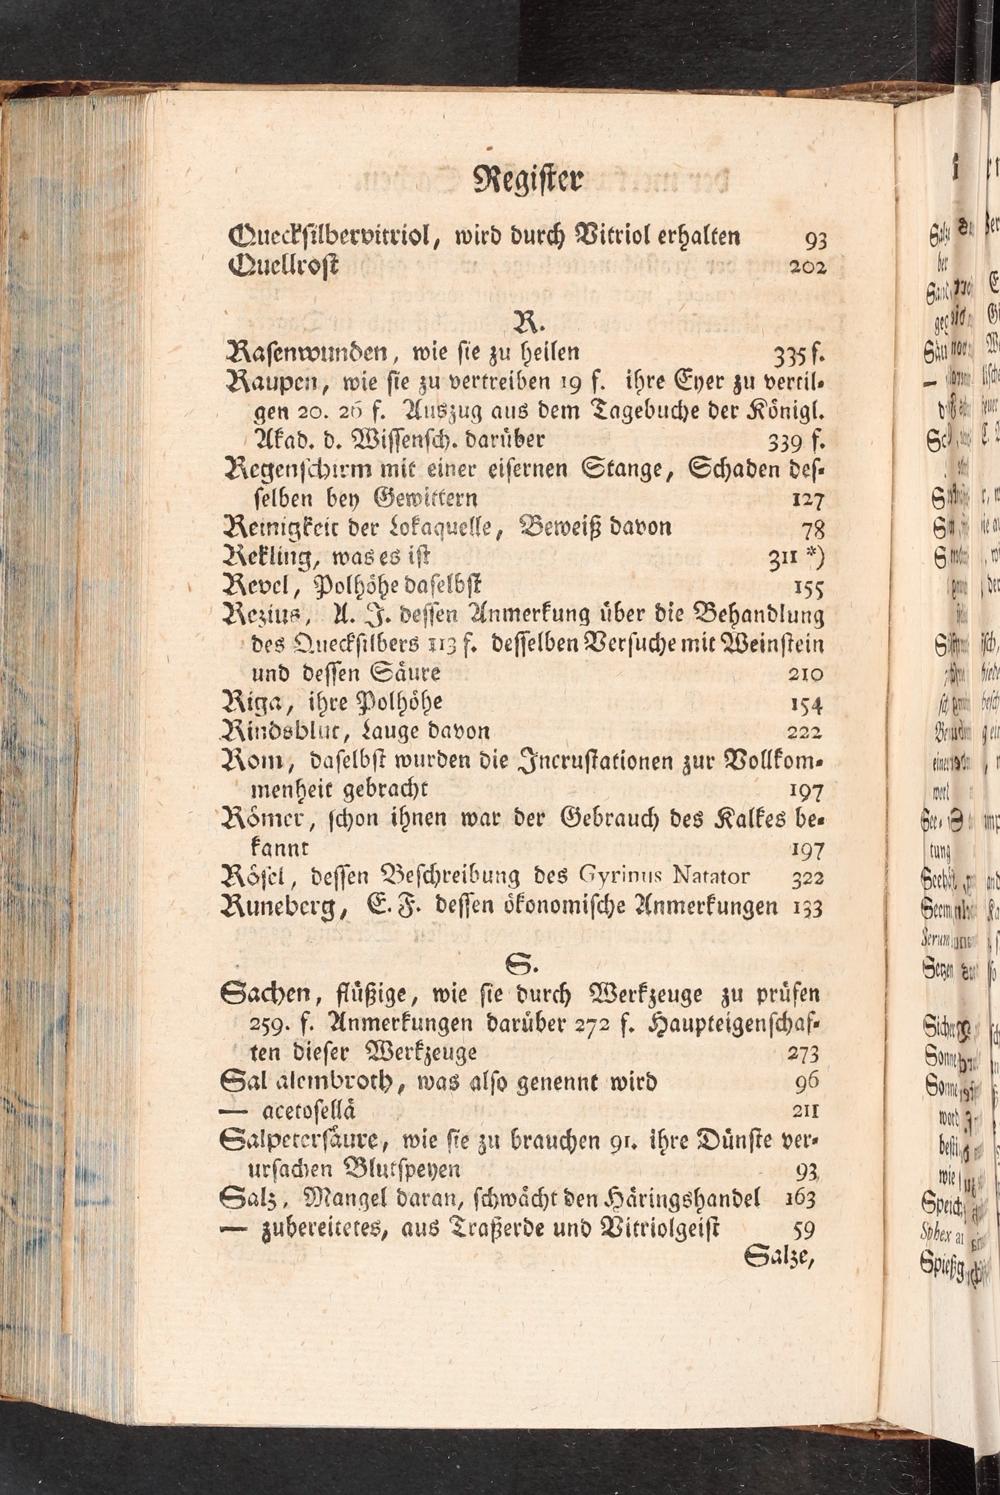 Register
Quecksilbervitriol, wird durch Vitriol erhalten 93
Quellrost 202
R.
Rasenwunden, wie sie zu heilen 335 f.
Raupen, wie sie zu vertreiben 19 f. ihre Eyer zu vertil-
gen 20. 26 f. Auszug aus dem Tagebuche der Königl.
Akad. d. Wissensch. darüber 339 f.
Regenschirm mit einer eisernen Stange, Schaden des-
selben bey Gewittern 127
Reinigkeit der Lokaquelle, Beweiß davon 78
Rekling, was es ist 311 *)
Revel, Polhöhe daselbst 155
Rezius, A. J. dessen Anmerkung über die Behandlung
des Quecksilbers 113 f. desselben Versuche mit Weinstein
und dessen Säure 210
Riga, ihre Polhöhe 154
Rindsblut, Lauge davon 222
Rom, daselbst wurden die Incrustationen zur Vollkom-
menheit gebracht 197
Römer, schon ihnen war der Gebrauch des Kalkes be-
kannt 197
Rösel, dessen Beschreibung des Gyrinus Natator 322
Runeberg, E. F. dessen ökonomische Anmerkungen 133
S.
Sachen, flüßige, wie sie durch Werkzeuge zu prüfen
259. f. Anmerkungen darüber 272 f. Haupteigenschaf-
ten dieser Werkzeuge 273
Sal alembroth, was also genennt wird 96
— acetosellä 211
Salpetersäure, wie sie zu brauchen 91. ihre Dünste ver-
ursachen Blutspeyen 93
Salz, Mangel daran, schwächt den Häringshandel 163
— zubereitetes, aus Traßerde und Vitriolgeist 59
Salze,